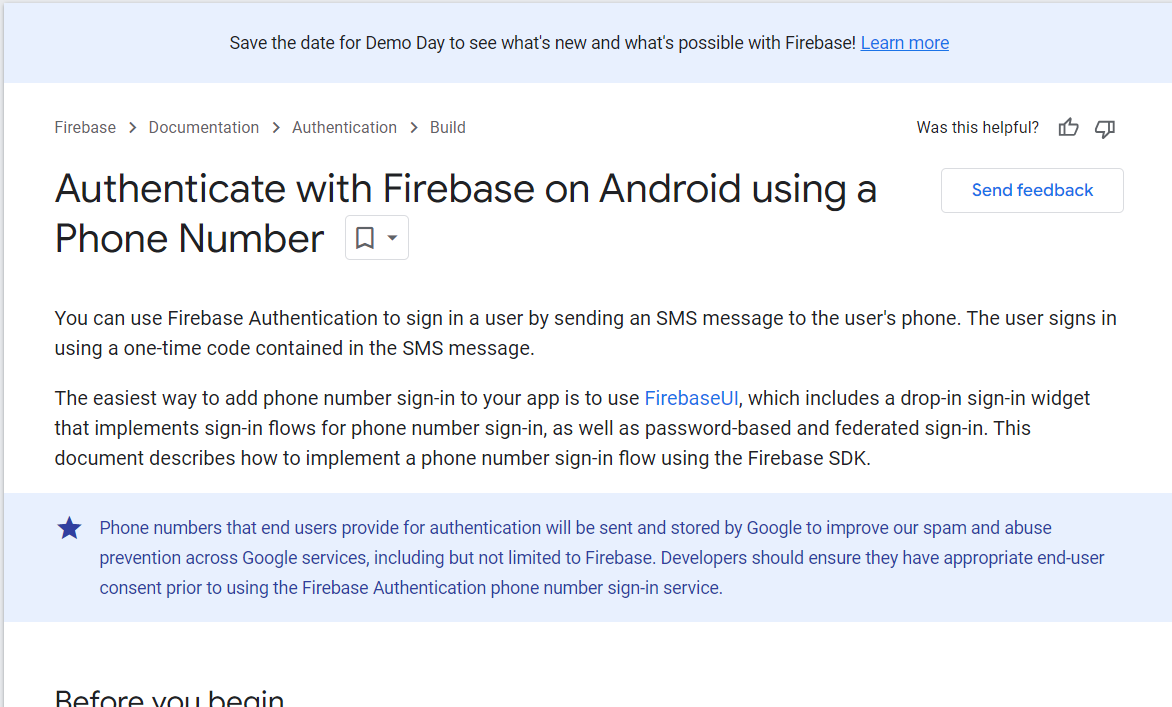 Save the date for Demo Day to see what's new and what's possible with Firebase! Learn more
Firebase > Documentation > Authentication > Build
Was this helpful?
Authenticate with Firebase on Android using a
Phone Number
Send feedback
You can use Firebase Authentication to sign in a user by sending an SMS message to the user's phone. The user signs in
using a one-time code contained in the SMS message.
The easiest way to add phone number sign-in to your app is to use FirebaseUI, which includes a drop-in sign-in widget
that implements sign-in flows for phone number sign-in, as well as password-based and federated sign-in. This
document describes how to implement a phone number sign-in flow using the Firebase SDK.
Phone numbers that end users provide for authentication will be sent and stored by Google to improve our spam and abuse
prevention across Google services, including but not limited to Firebase. Developers should ensure they have appropriate end-user
consent prior to using the Firebase Authentication phone number sign-in service.
Before you begin